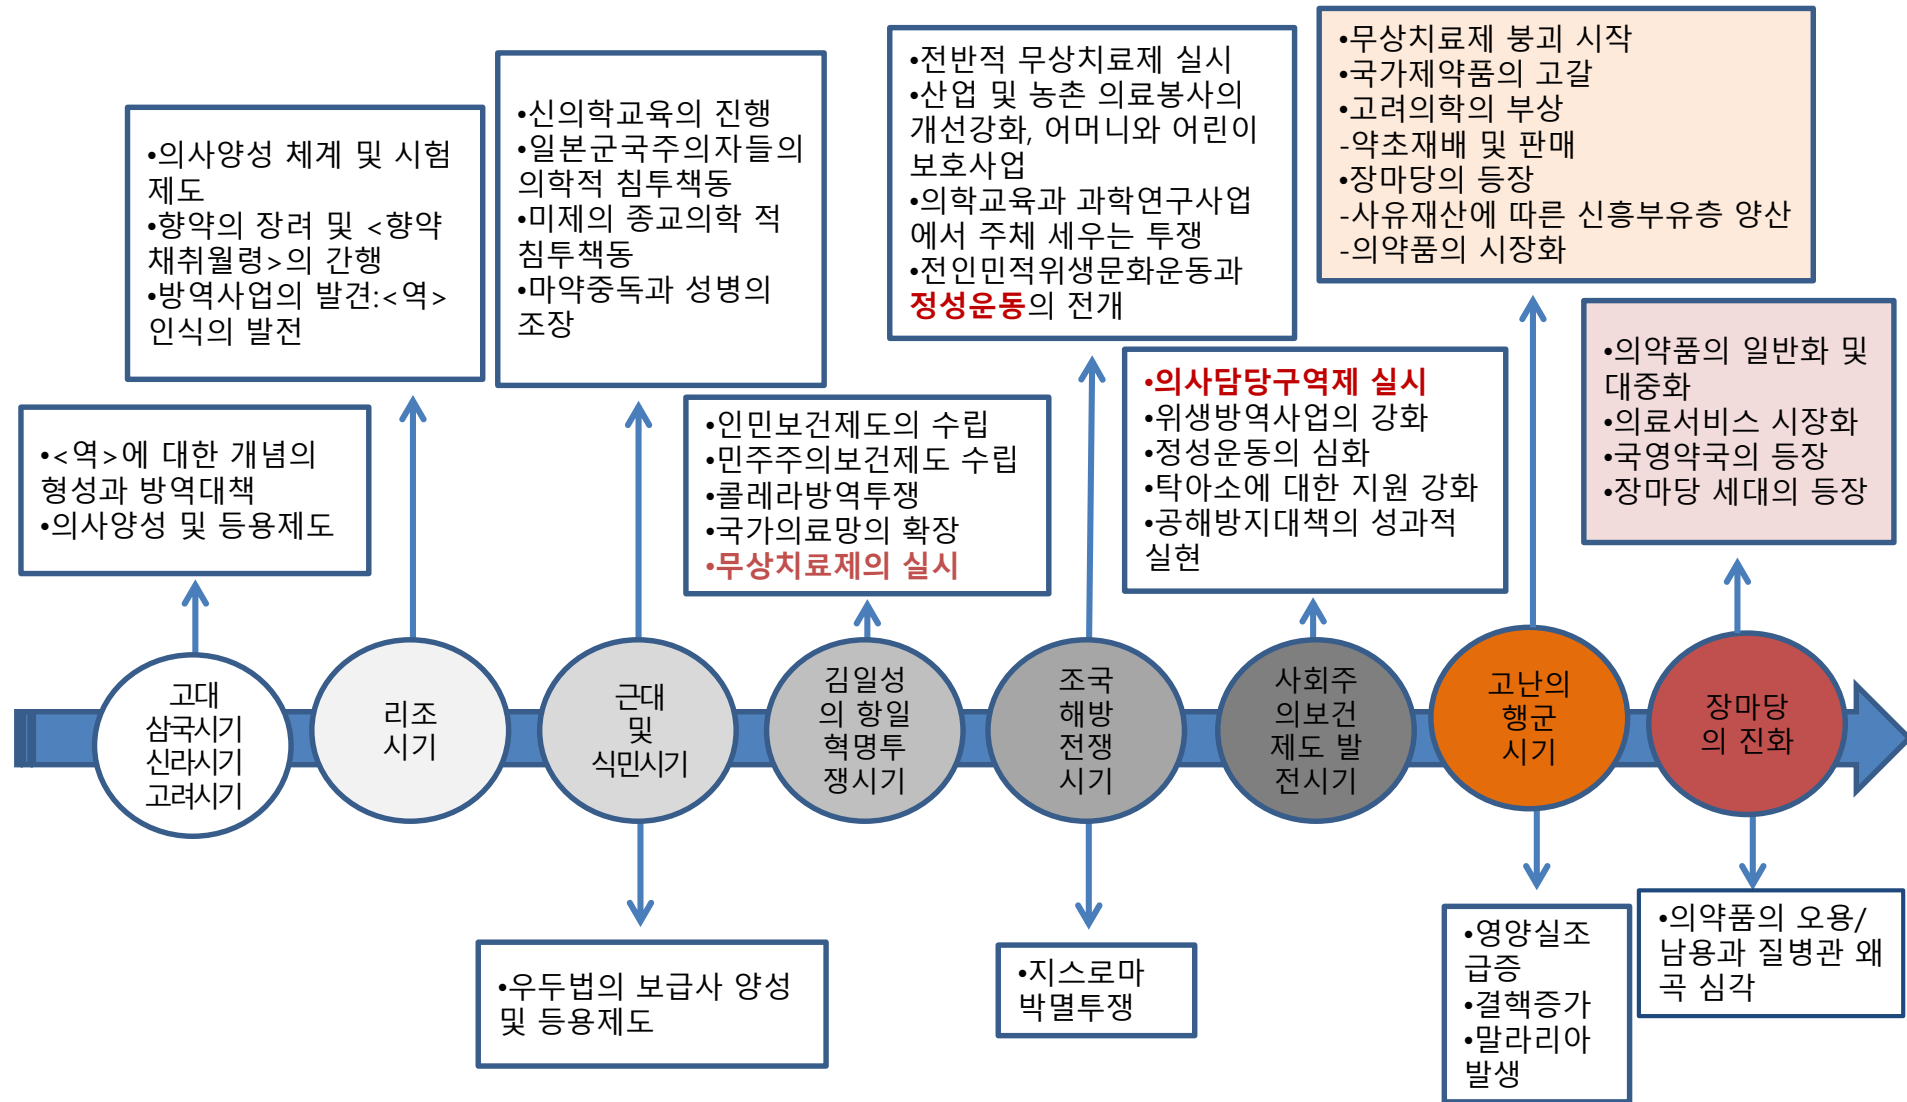 •의사양성 체계 및 시험
제도
•향약의 장려 및 <향약
채취월령>의 간행
•방역사업의 발견:<역>
인식의 발전
•신의학교육의 진행
•일본군국주의자들의
의학적 침투책동
•미제의 종교의학 적
침투책동
•마약중독과 성병의
조장
•전반적 무상치료제 실시
•산업 및 농촌 의료봉사의
개선강화, 어머니와 어린이
보호사업
•의학교육과 과학연구사업
에서 주체 세우는 투쟁
•전인민적위생문화운동과
정성운동의 전개
•무상치료제 붕괴 시작
•국가제약품의 고갈
•고려의학의 부상
-약초재배 및 판매
•장마당의 등장
-사유재산에 따른 신흥부유층 양산
-의약품의 시장화
•<역>에 대한 개념의
형성과 방역대책
•의사양성 및 등용제도
•인민보건제도의 수립
•민주주의보건제도 수립
•콜레라방역투쟁
•국가의료망의 확장
•무상치료제의 실시
•의사담당구역제 실시
•위생방역사업의 강화
•정성운동의 심화
•탁아소에 대한 지원 강화
•공해방지대책의 성과적
실현
•의약품의 일반화 및
대중화
•의료서비스 시장화
•국영약국의 등장
•장마당 세대의 등장
고대
삼국시기
신라시기
고려시기
리조
시기
근대
및
식민시기
김일성
의 항일
혁명투
쟁시기
조국
해방
전쟁
시기
사회주
의보건
제도 발
전시기
고난의
행군
시기
장마당
의 진화
•우두법의 보급사 양성
및 등용제도
•지스로마
박멸투쟁
•영양실조
급증
•결핵증가
•말라리아
발생
•의약품의 오용/
남용과 질병관 왜
곡 심각